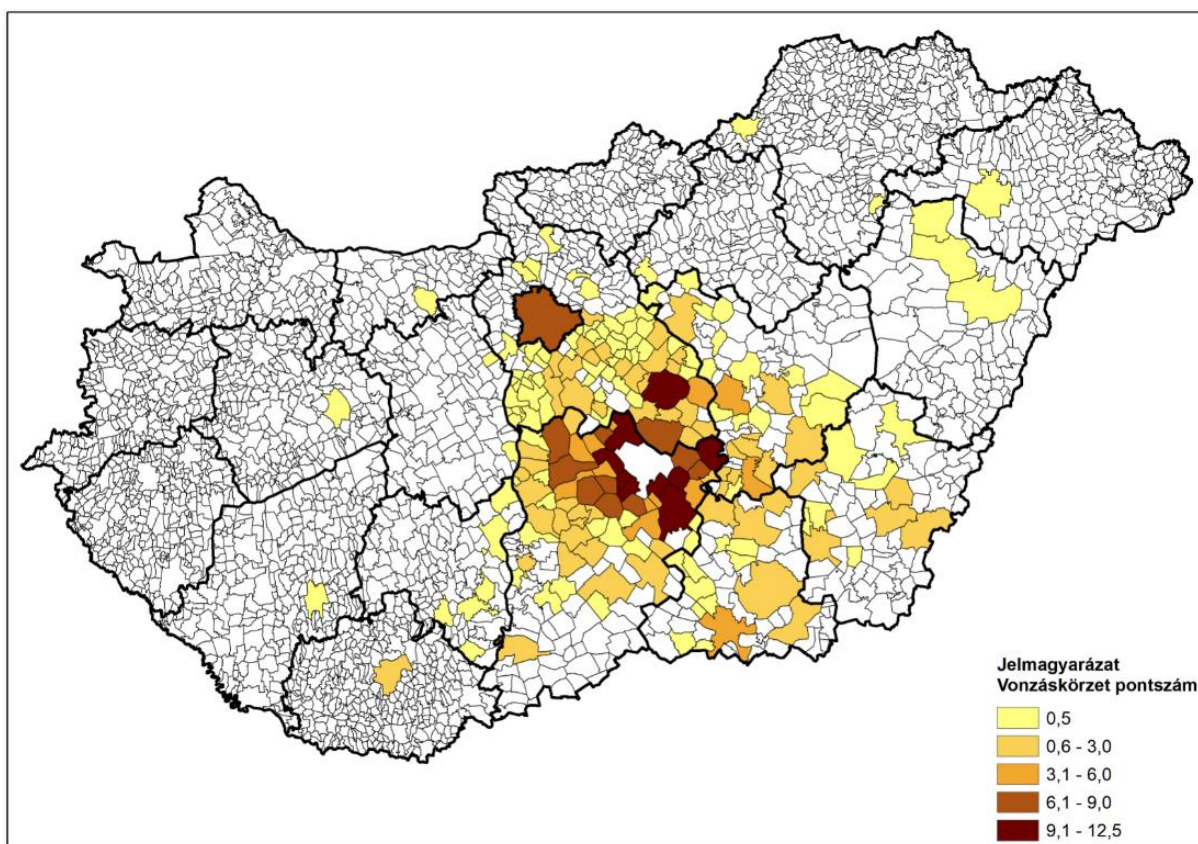 Jelmagyarázat
Vonzáskörzet pontszám
0,5
0,6 - 3,0
3,1 - 6,0
6,1 - 9,0
9,1 - 12,5